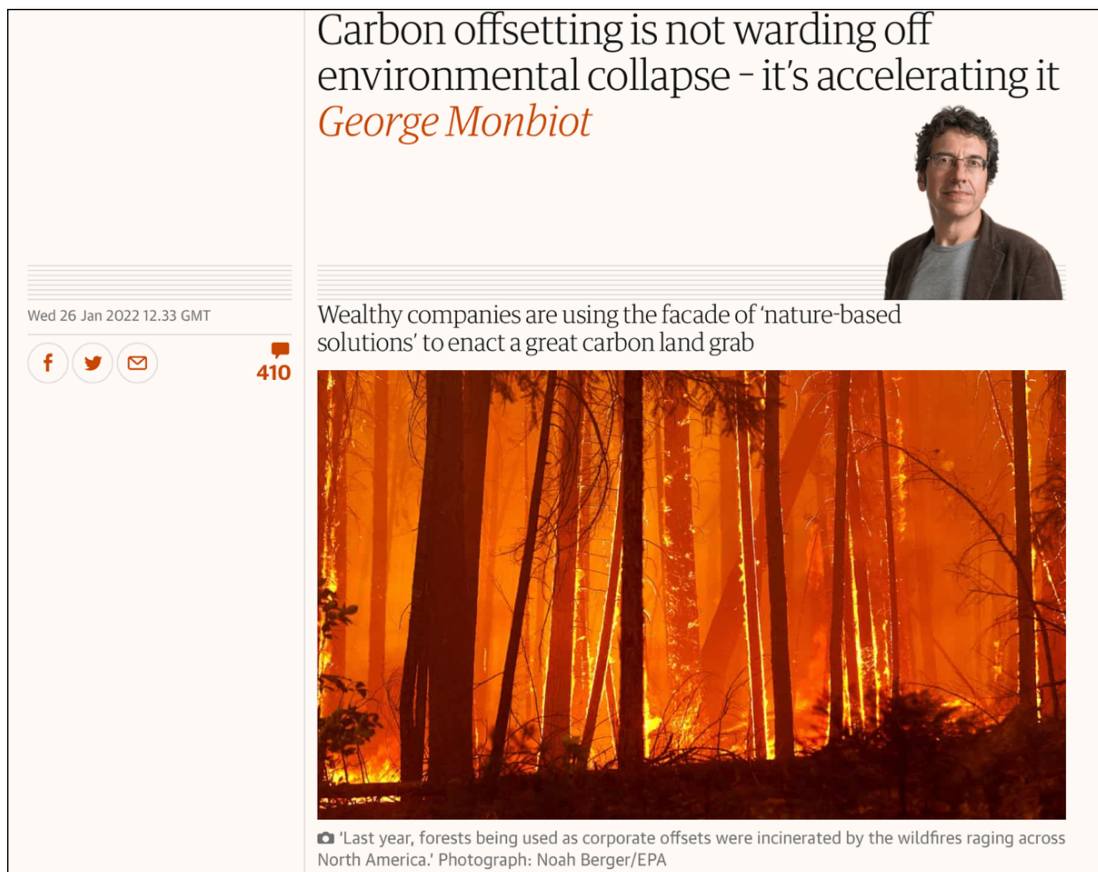 Carbon offsetting is not warding off
environmental collapse – it's accelerating it
George Monbiot
Wed 26 Jan 2022 12.33 GMT
410
Wealthy companies are using the facade of 'nature-based
solutions' to enact a great carbon land grab
'Last year, forests being used as corporate offsets were incinerated by the wildfires raging across
North America.' Photograph: Noah Berger/EPA